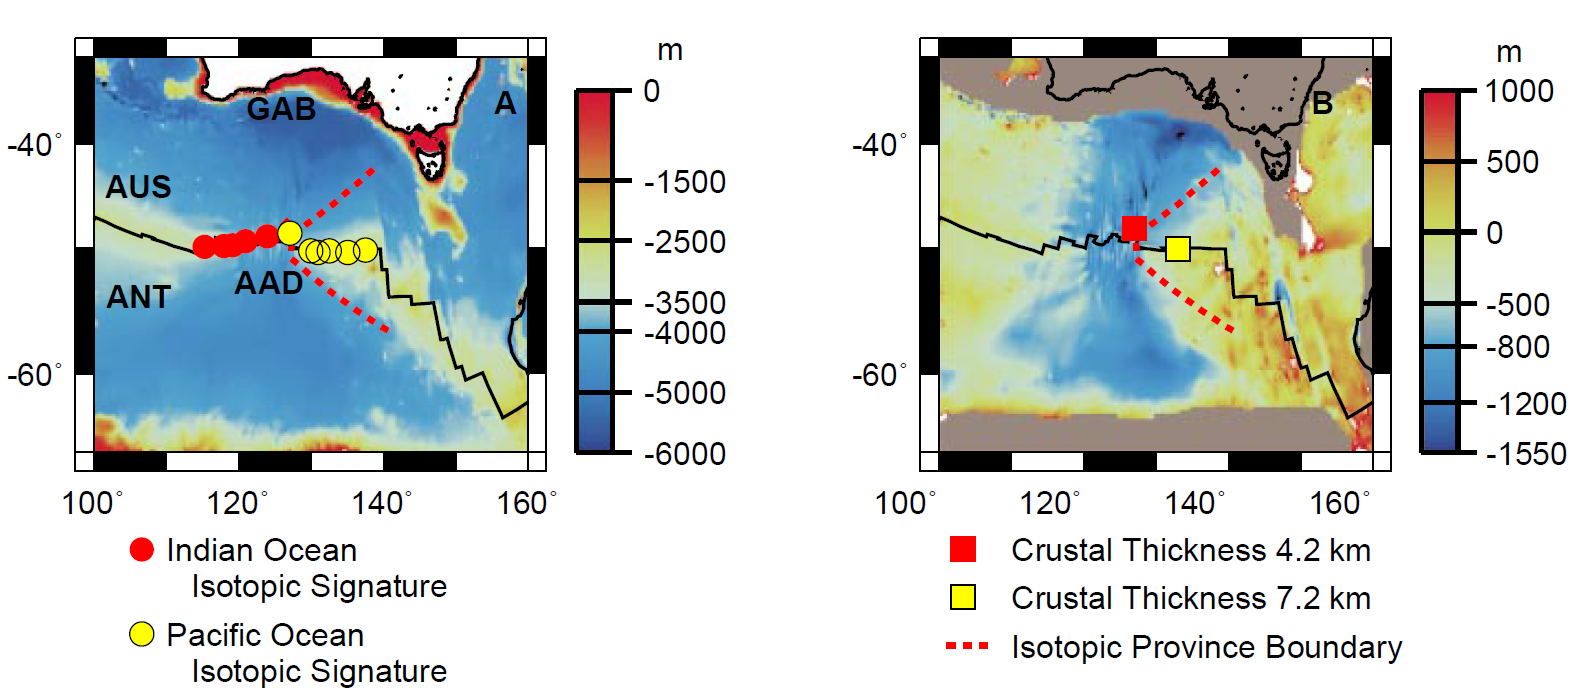 m
0
-1500
-2500
-3500
-4000
-5000
-6000
-40°
-60°
100°
120°
140°
160°
GAB
A
AUS
AAD
ANT
Indian Ocean
Isotopic Signature
Pacific Ocean
Isotopic Signature
m
1000
500
0
-500
-800
-1200
-1550
-40°
-60°
100°
120°
140°
160°
B
Crustal Thickness 4.2 km
Crustal Thickness 7.2 km
Isotopic Province Boundary